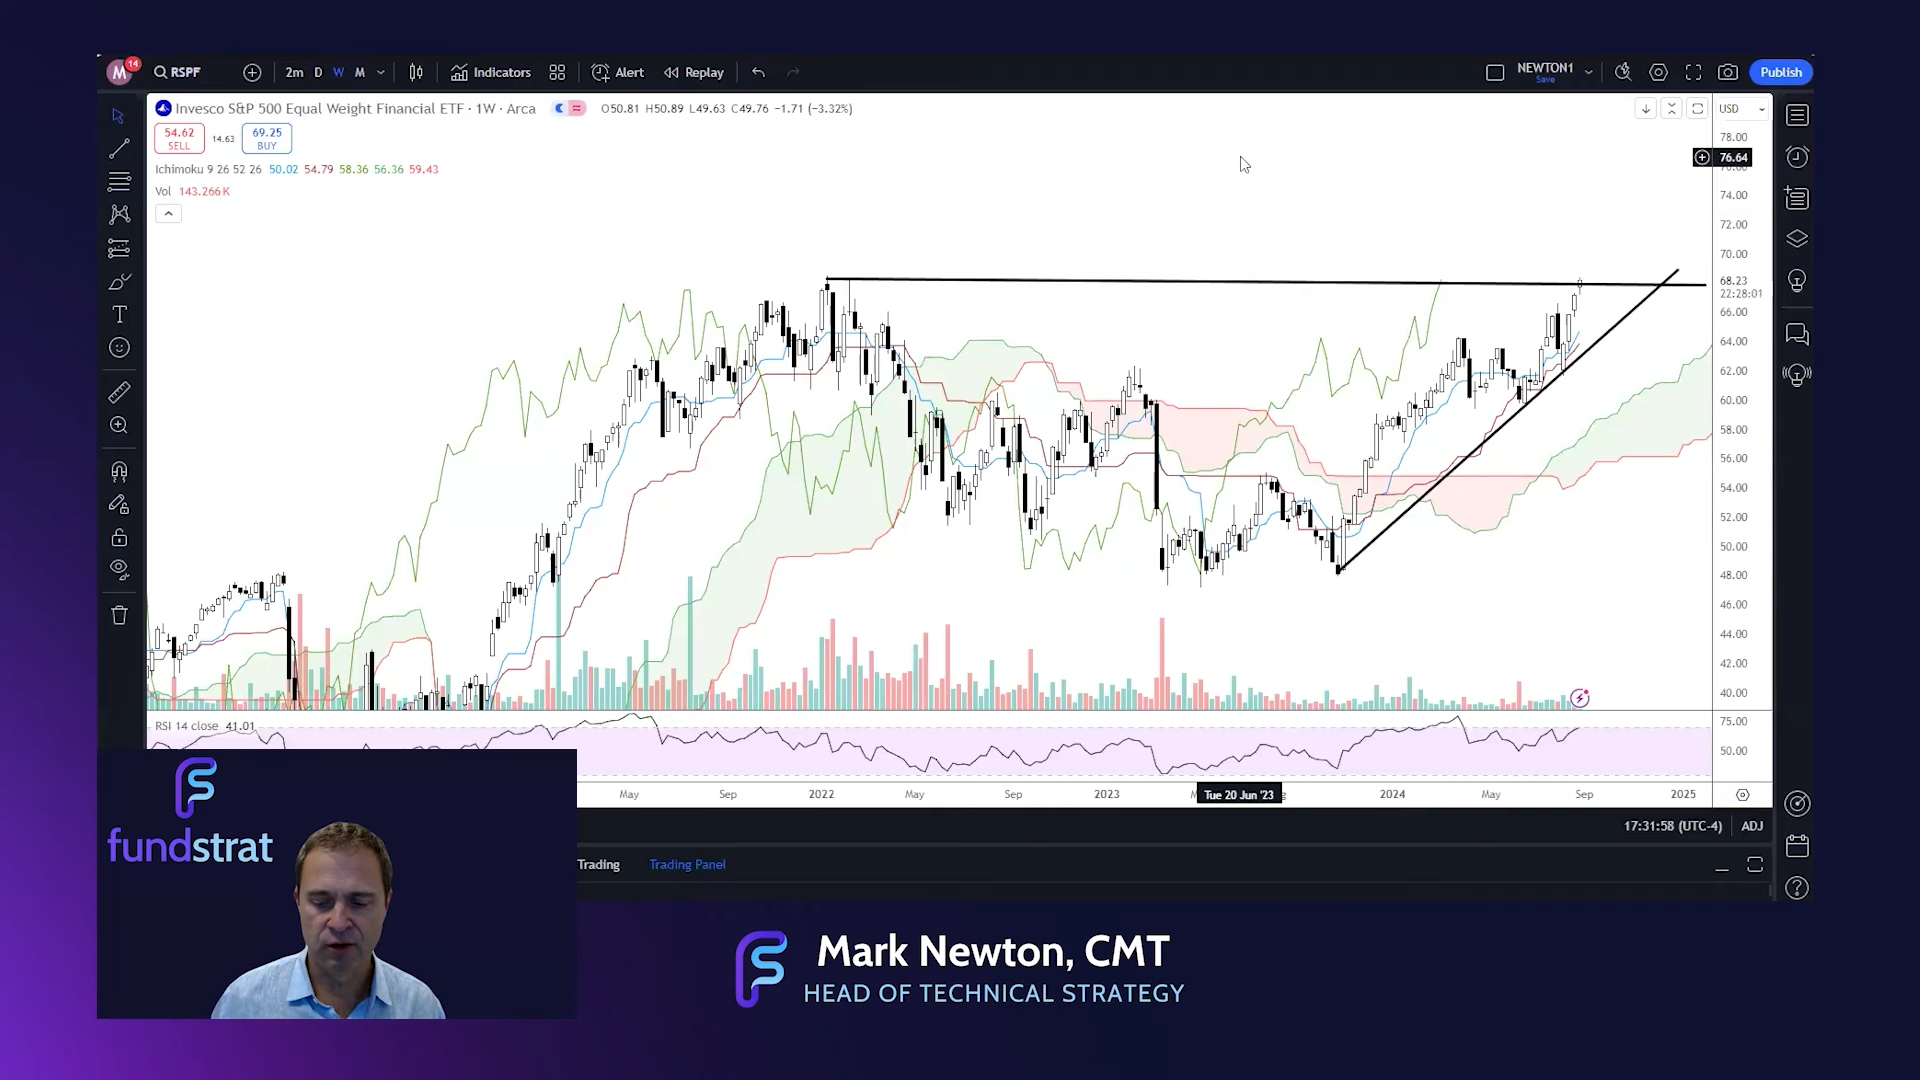 M 14 RSPF 2m D W M Indicators Alert Replay NEWTON1 Save Publish
Invesco S&P 500 Equal Weight Financial ETF · 1W · Arca O50.81 H50.89 L49.63 C49.76 −1.71 (−3.32%) USD
54.62 SELL 14.63 69.25 BUY
Ichimoku 9 26 52 26 50.02 54.79 58.36 56.36 59.43
Vol 143.266K
78.00
76.64
74.00
72.00
70.00
68.23
22:28:01
66.00
64.00
62.00
60.00
58.00
56.00
54.00
52.00
50.00
48.00
46.00
44.00
42.00
40.00
RSI 14 close 41.01
75.00
50.00
May Sep 2022 May Sep 2023 Tue 20 Jun '23 2024 May Sep 2025
17:31:58 (UTC-4) ADJ
Trading Trading Panel
fundstrat
Mark Newton, CMT
HEAD OF TECHNICAL STRATEGY